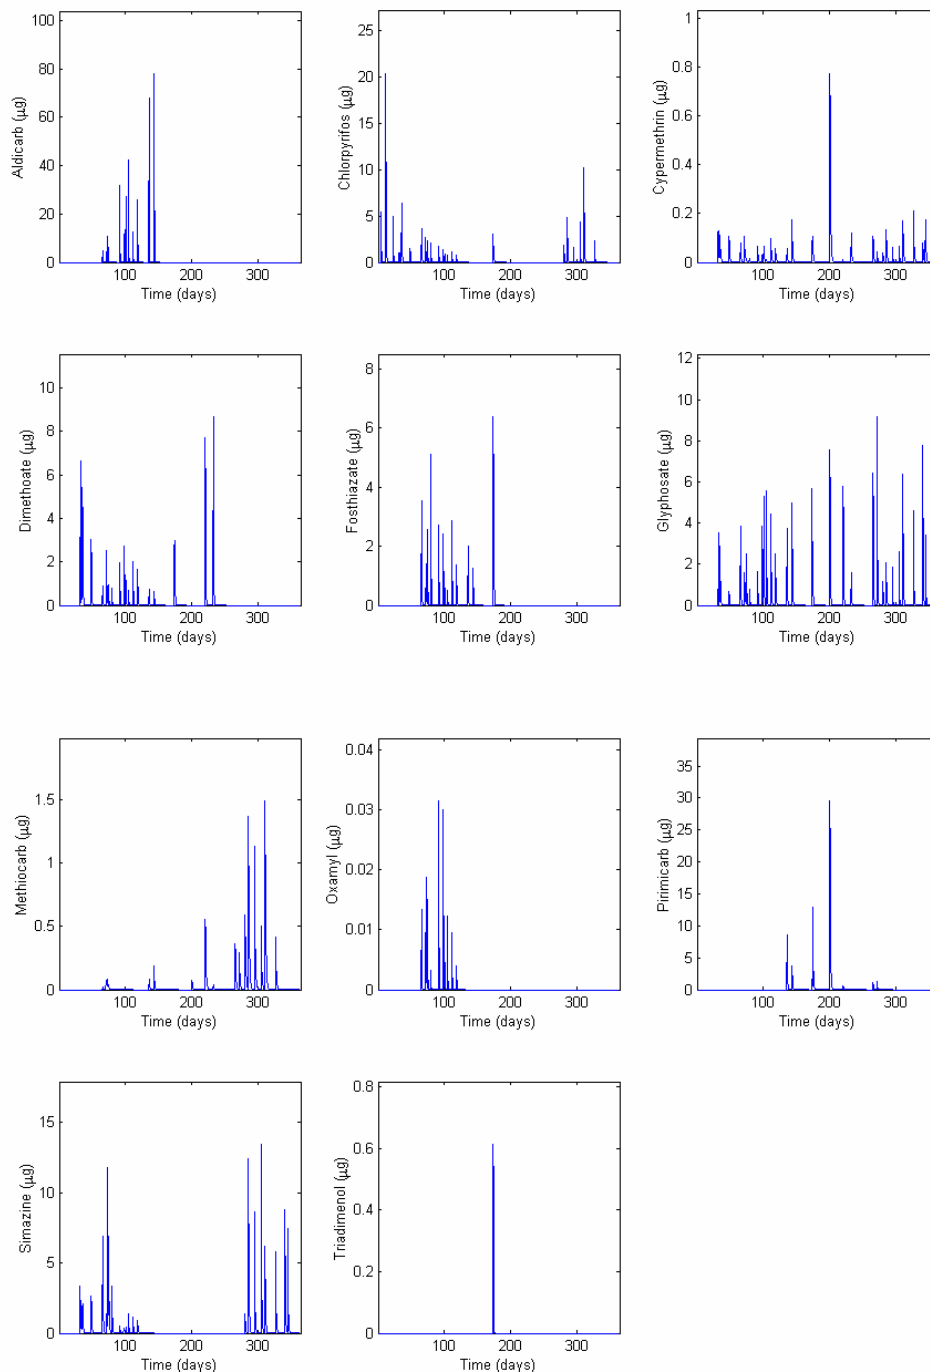 100
80
60
40
20
0
Aldicarb (µg)
100 200 300
Time (days)
25
20
15
10
5
0
Chlorpyrifos (µg)
100 200 300
Time (days)
1
0.8
0.6
0.4
0.2
0
Cypermethrin (µg)
100 200 300
Time (days)
10
8
6
4
2
0
Dimethoate (µg)
100 200 300
Time (days)
8
6
4
2
0
Fosthiazate (µg)
100 200 300
Time (days)
12
10
8
6
4
2
0
Glyphosate (µg)
100 200 300
Time (days)
1.5
1
0.5
0
Methiocarb (µg)
100 200 300
Time (days)
0.04
0.03
0.02
0.01
0
Oxamyl (µg)
100 200 300
Time (days)
35
30
25
20
15
10
5
0
Pirimicarb (µg)
100 200 300
Time (days)
15
10
5
0
Simazine (µg)
100 200 300
Time (days)
0.8
0.6
0.4
0.2
0
Triadimenol (µg)
100 200 300
Time (days)